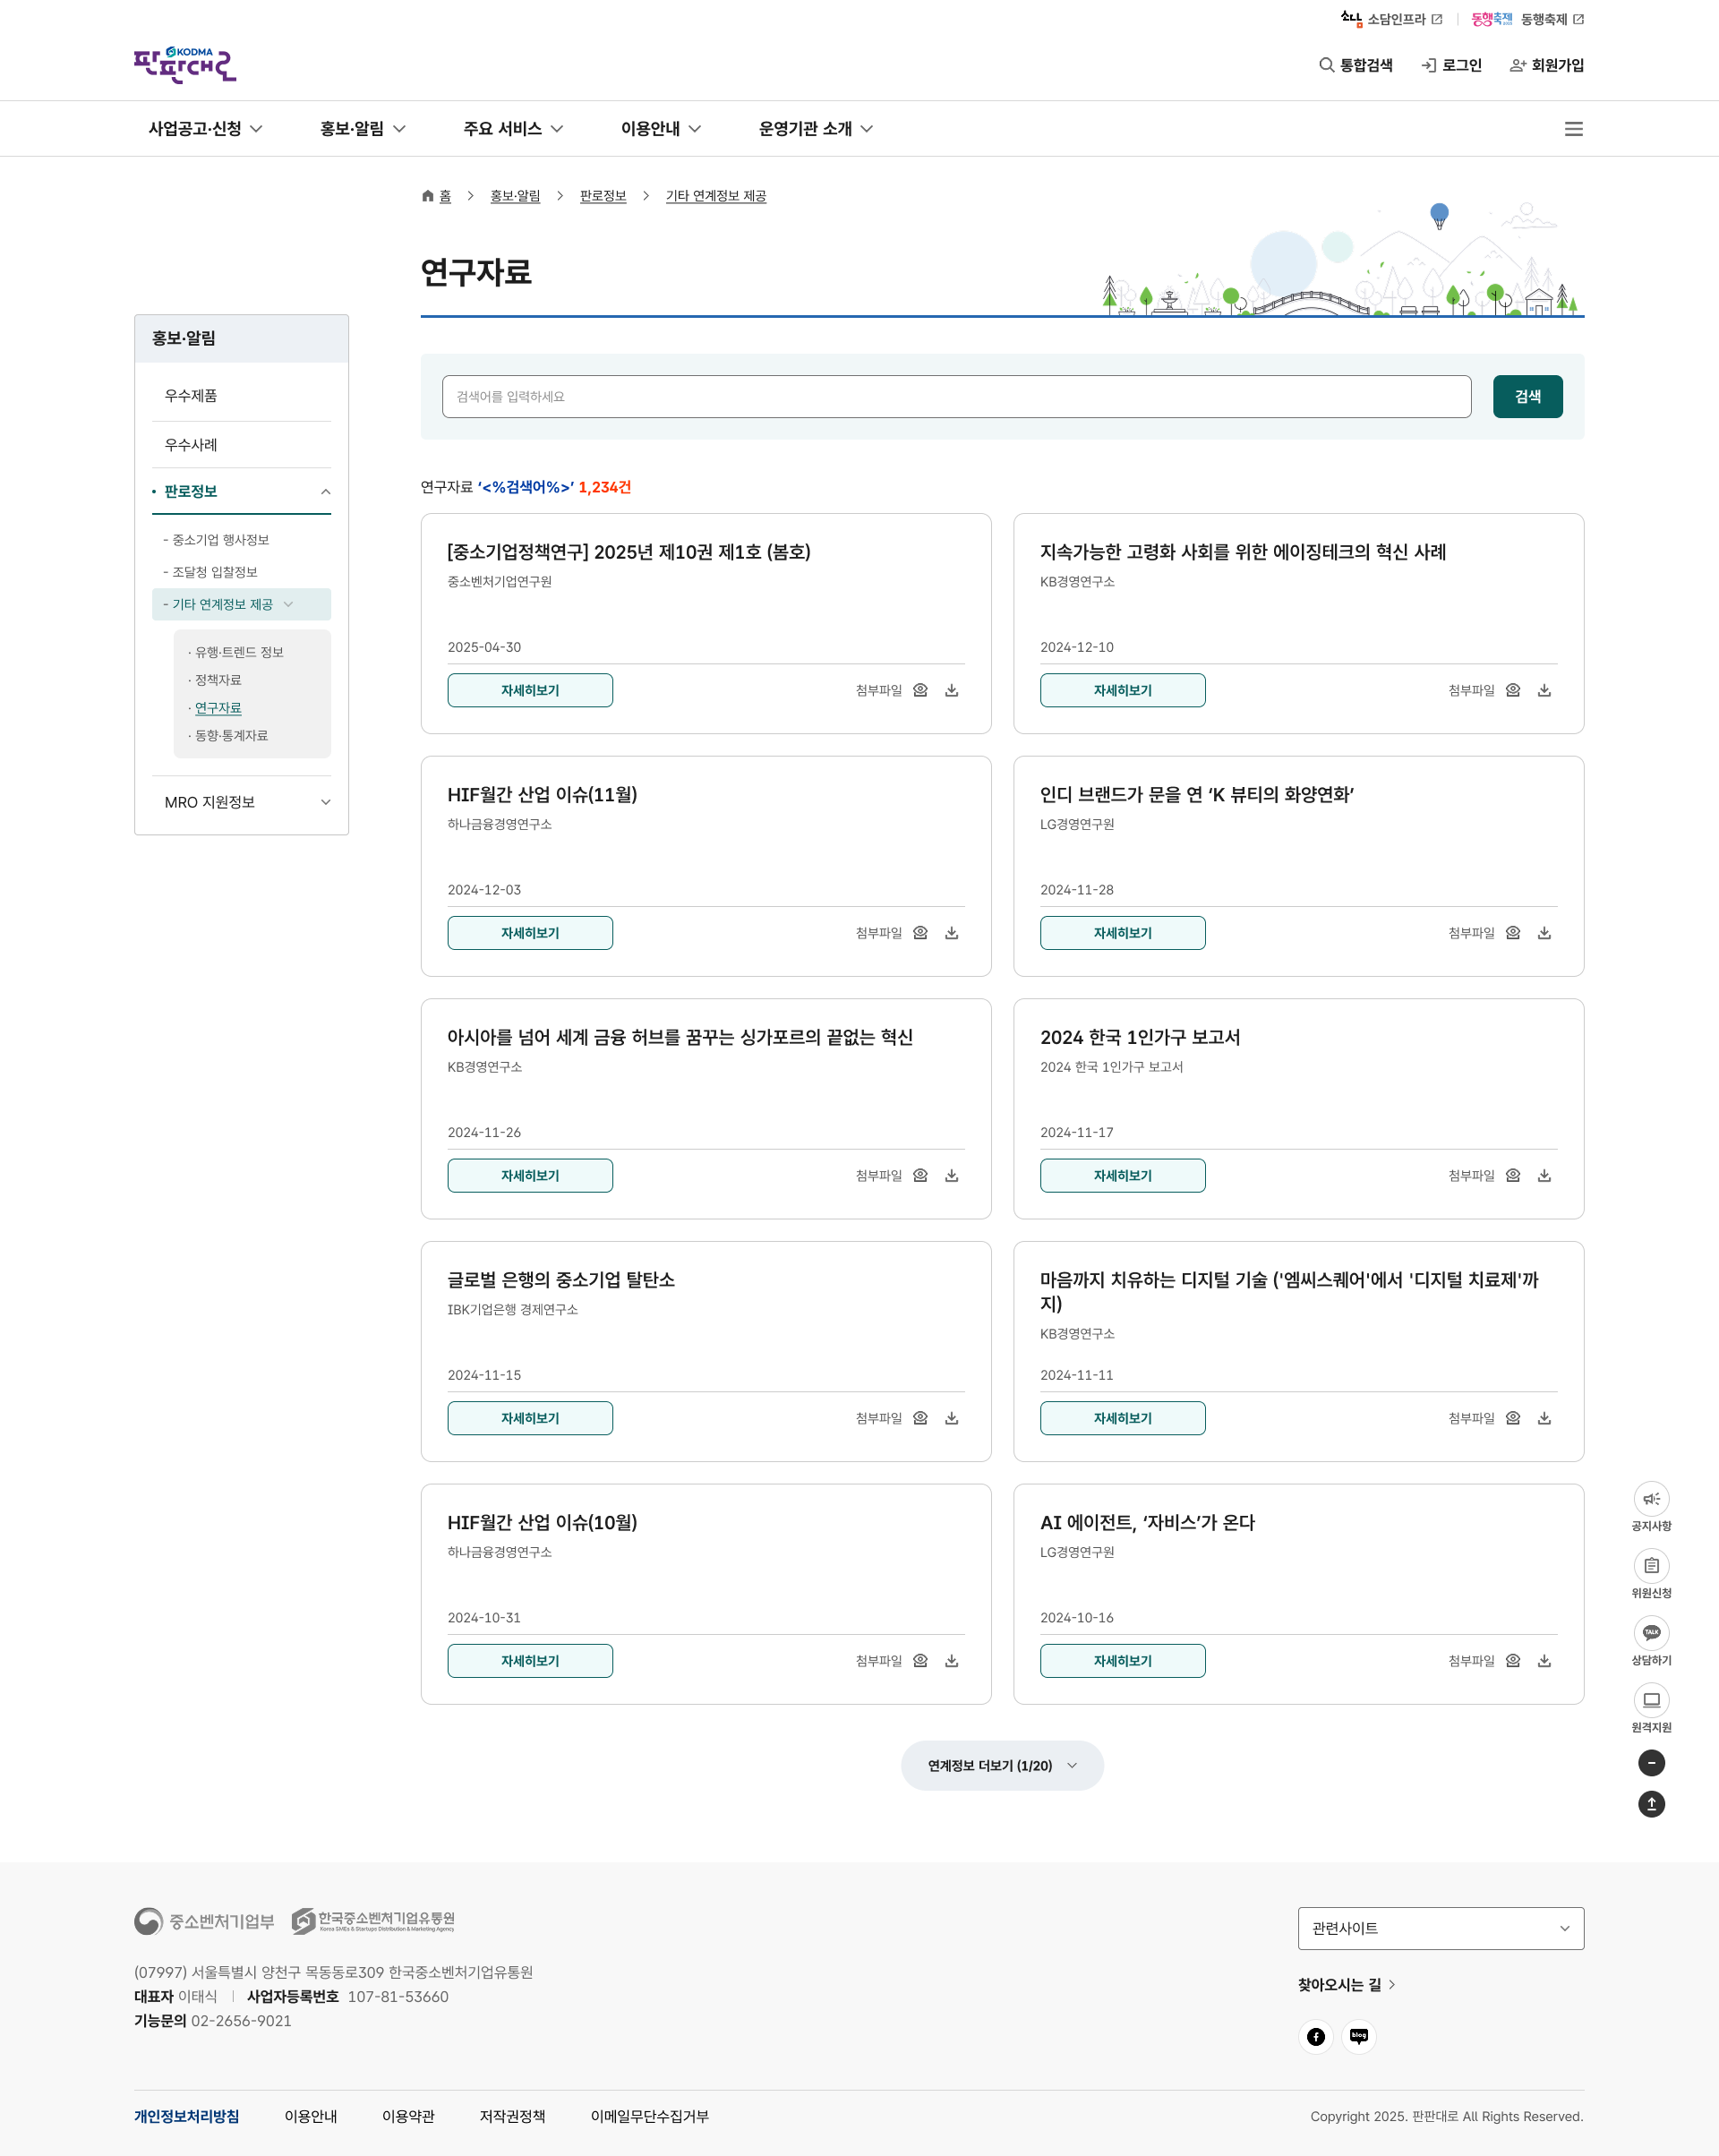 소담 소담인프라
동행축제 동행축제
KODMA
판판대로
통합검색
로그인
회원가입
사업공고·신청
홍보·알림
주요 서비스
이용안내
운영기관 소개
홈 > 홍보·알림 > 판로정보 > 기타 연계정보 제공
연구자료
홍보·알림
우수제품
우수사례
• 판로정보
- 중소기업 행사정보
- 조달청 입찰정보
- 기타 연계정보 제공
· 유행·트렌드 정보
· 정책자료
· 연구자료
· 동향·통계자료
MRO 지원정보
검색어를 입력하세요
검색
연구자료 ‘<%검색어%>’ 1,234건
[중소기업정책연구] 2025년 제10권 제1호 (봄호)
중소벤처기업연구원
2025-04-30
자세히보기
첨부파일
지속가능한 고령화 사회를 위한 에이징테크의 혁신 사례
KB경영연구소
2024-12-10
자세히보기
첨부파일
HIF월간 산업 이슈(11월)
하나금융경영연구소
2024-12-03
자세히보기
첨부파일
인디 브랜드가 문을 연 ‘K 뷰티의 화양연화’
LG경영연구원
2024-11-28
자세히보기
첨부파일
아시아를 넘어 세계 금융 허브를 꿈꾸는 싱가포르의 끝없는 혁신
KB경영연구소
2024-11-26
자세히보기
첨부파일
2024 한국 1인가구 보고서
2024 한국 1인가구 보고서
2024-11-17
자세히보기
첨부파일
글로벌 은행의 중소기업 탈탄소
IBK기업은행 경제연구소
2024-11-15
자세히보기
첨부파일
마음까지 치유하는 디지털 기술 ('엠씨스퀘어'에서 '디지털 치료제'까
지)
KB경영연구소
2024-11-11
자세히보기
첨부파일
HIF월간 산업 이슈(10월)
하나금융경영연구소
2024-10-31
자세히보기
첨부파일
AI 에이전트, ‘자비스’가 온다
LG경영연구원
2024-10-16
자세히보기
첨부파일
연계정보 더보기 (1/20)
공지사항
위원신청
TALK
상담하기
원격지원
중소벤처기업부
한국중소벤처기업유통원
Korea SMEs & Startups Distribution & Marketing Agency
(07997) 서울특별시 양천구 목동동로309 한국중소벤처기업유통원
대표자 이태식 | 사업자등록번호 107-81-53660
기능문의 02-2656-9021
관련사이트
찾아오시는 길
blog
개인정보처리방침
이용안내
이용약관
저작권정책
이메일무단수집거부
Copyright 2025. 판판대로 All Rights Reserved.